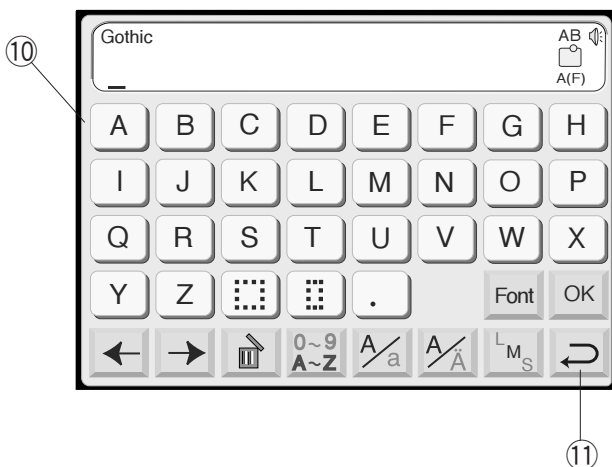 Gothic
AB
A(F)
⑩
A B C D E F G H
I J K L M N O P
Q R S T U V W X
Y Z . Font OK
0~9 A/a A/Ä L M S
A~Z
⑪